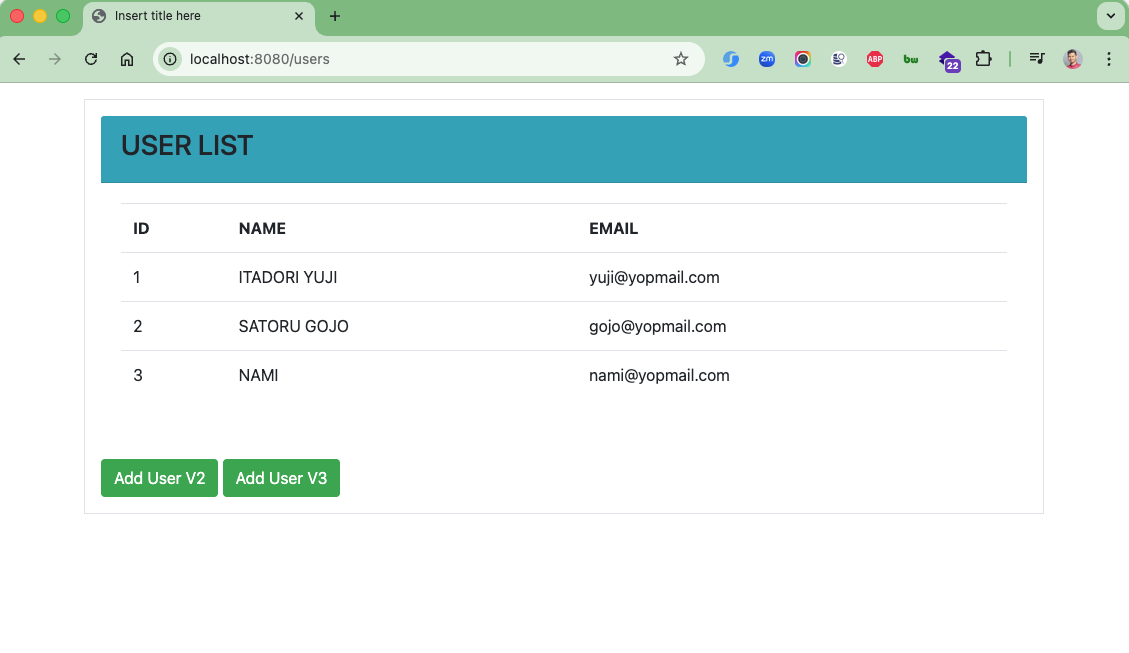 Insert title here
localhost:8080/users
zm
ABP
bw
22
USER LIST
ID NAME EMAIL
1 ITADORI YUJI yuji@yopmail.com
2 SATORU GOJO gojo@yopmail.com
3 NAMI nami@yopmail.com
Add User V2 Add User V3